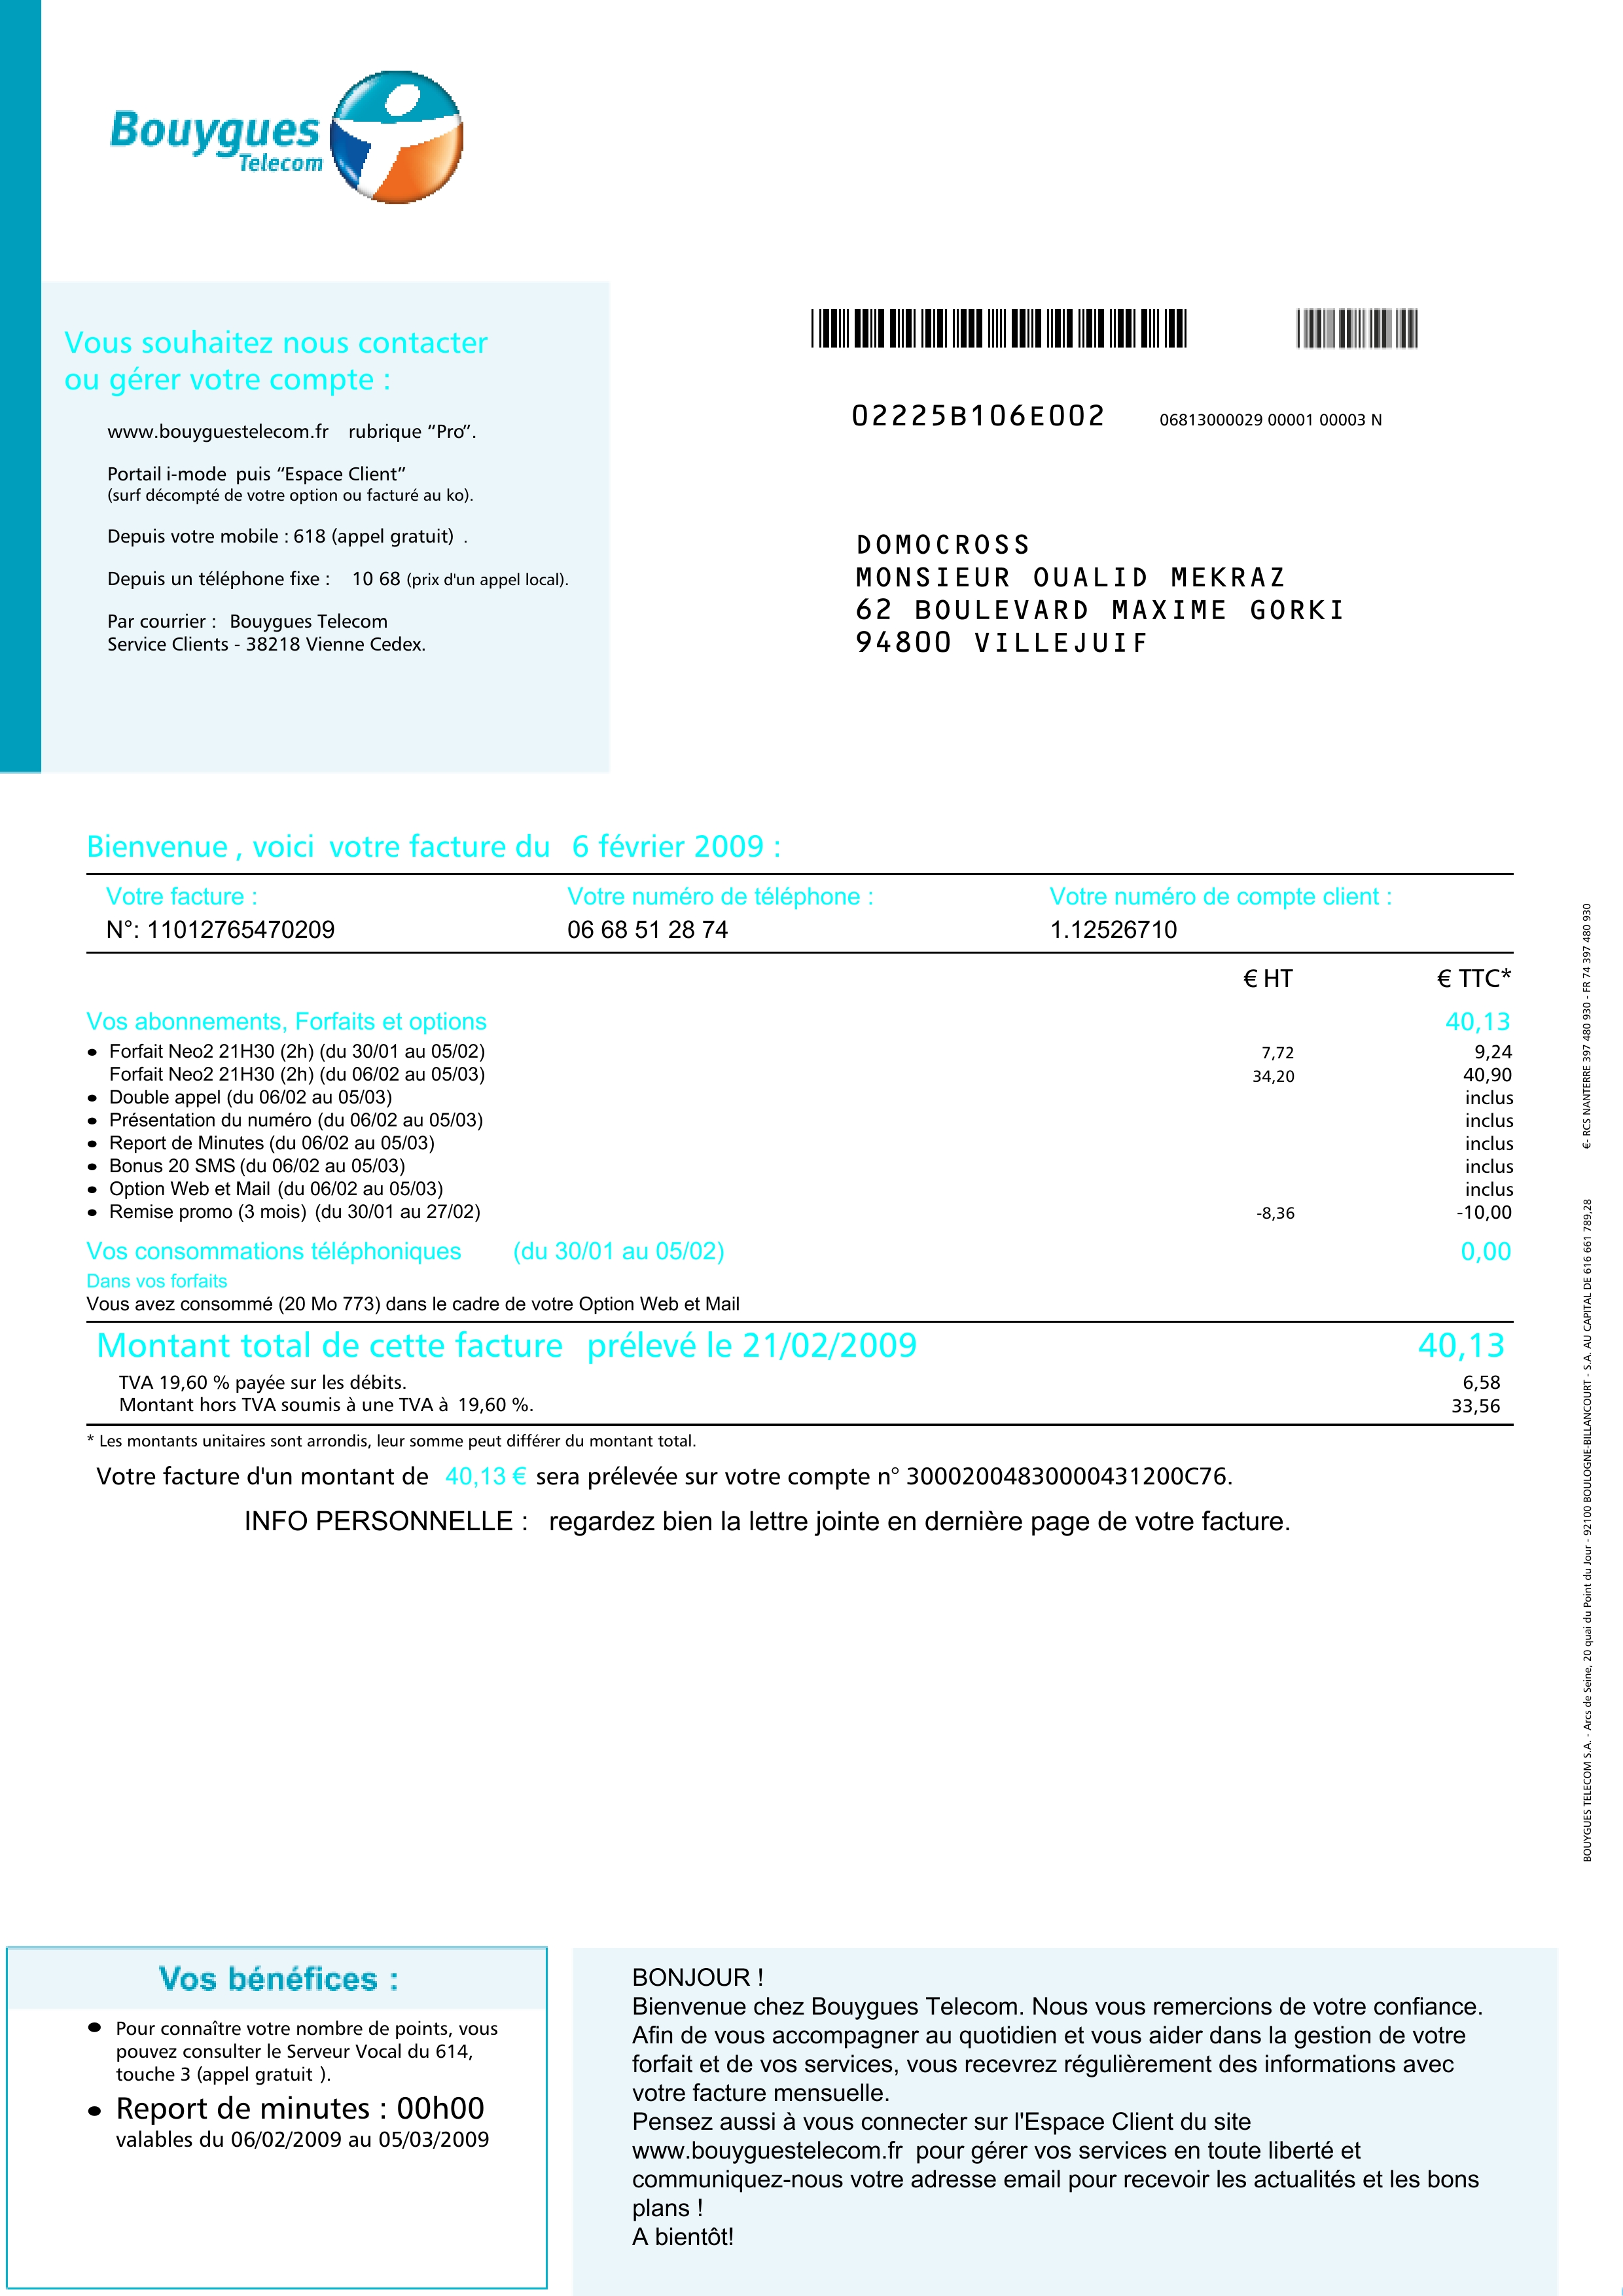 Bouygues
Telecom
Vous souhaitez nous contacter
ou gérer votre compte :
www.bouyguestelecom.fr rubrique “Pro”.
Portail i-mode puis “Espace Client”
(surf décompté de votre option ou facturé au ko).
Depuis votre mobile : 618 (appel gratuit) .
Depuis un téléphone fixe : 10 68 (prix d'un appel local).
Par courrier : Bouygues Telecom
Service Clients - 38218 Vienne Cedex.
02225B106E002 06813000029 00001 00003 N
DOMOCROSS
MONSIEUR OUALID MEKRAZ
62 BOULEVARD MAXIME GORKI
94800 VILLEJUIF
Bienvenue , voici votre facture du 6 février 2009 :
Votre facture : Votre numéro de téléphone : Votre numéro de compte client :
N°: 11012765470209 06 68 51 28 74 1.12526710
€ HT € TTC*
Vos abonnements, Forfaits et options 40,13
• Forfait Neo2 21H30 (2h) (du 30/01 au 05/02) 7,72 9,24
Forfait Neo2 21H30 (2h) (du 06/02 au 05/03) 34,20 40,90
• Double appel (du 06/02 au 05/03) inclus
• Présentation du numéro (du 06/02 au 05/03) inclus
• Report de Minutes (du 06/02 au 05/03) inclus
• Bonus 20 SMS (du 06/02 au 05/03) inclus
• Option Web et Mail (du 06/02 au 05/03) inclus
• Remise promo (3 mois) (du 30/01 au 27/02) -8,36 -10,00
Vos consommations téléphoniques (du 30/01 au 05/02) 0,00
Dans vos forfaits
Vous avez consommé (20 Mo 773) dans le cadre de votre Option Web et Mail
Montant total de cette facture prélevé le 21/02/2009 40,13
TVA 19,60 % payée sur les débits. 6,58
Montant hors TVA soumis à une TVA à 19,60 %. 33,56
* Les montants unitaires sont arrondis, leur somme peut différer du montant total.
Votre facture d'un montant de 40,13 € sera prélevée sur votre compte n° 30002004830000431200C76.
INFO PERSONNELLE : regardez bien la lettre jointe en dernière page de votre facture.
BOUYGUES TELECOM S.A. - Arcs de Seine, 20 quai du Point du Jour - 92100 BOULOGNE-BILLANCOURT - S.A. AU CAPITAL DE 616 661 789,28 €- RCS NANTERRE 397 480 930 - FR 74 397 480 930
Vos bénéfices :
• Pour connaître votre nombre de points, vous
pouvez consulter le Serveur Vocal du 614,
touche 3 (appel gratuit ).
• Report de minutes : 00h00
valables du 06/02/2009 au 05/03/2009
BONJOUR !
Bienvenue chez Bouygues Telecom. Nous vous remercions de votre confiance.
Afin de vous accompagner au quotidien et vous aider dans la gestion de votre
forfait et de vos services, vous recevrez régulièrement des informations avec
votre facture mensuelle.
Pensez aussi à vous connecter sur l'Espace Client du site
www.bouyguestelecom.fr pour gérer vos services en toute liberté et
communiquez-nous votre adresse email pour recevoir les actualités et les bons
plans !
A bientôt!